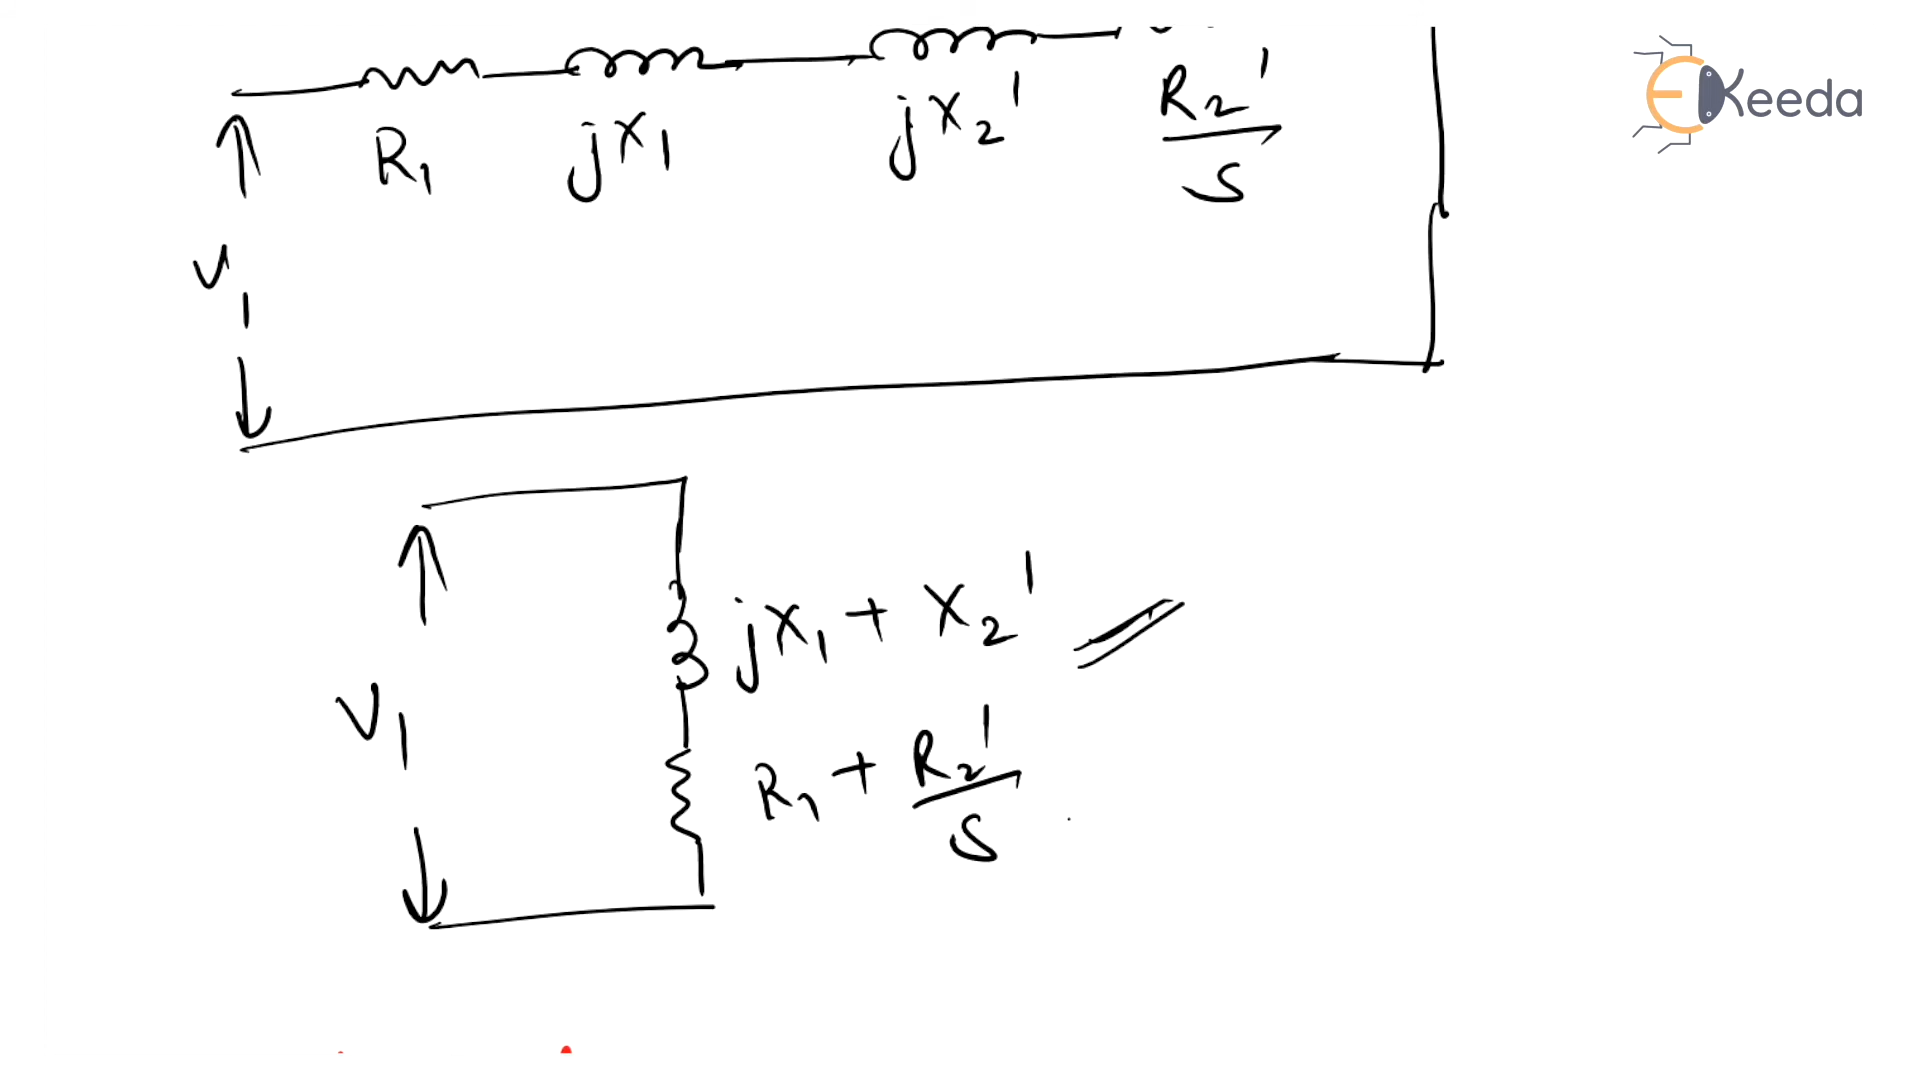 EKeeda
R₁ jX₁ jX₂' R₂'/S
V₁
jX₁ + X₂'
V₁
R₁ + R₂'/S